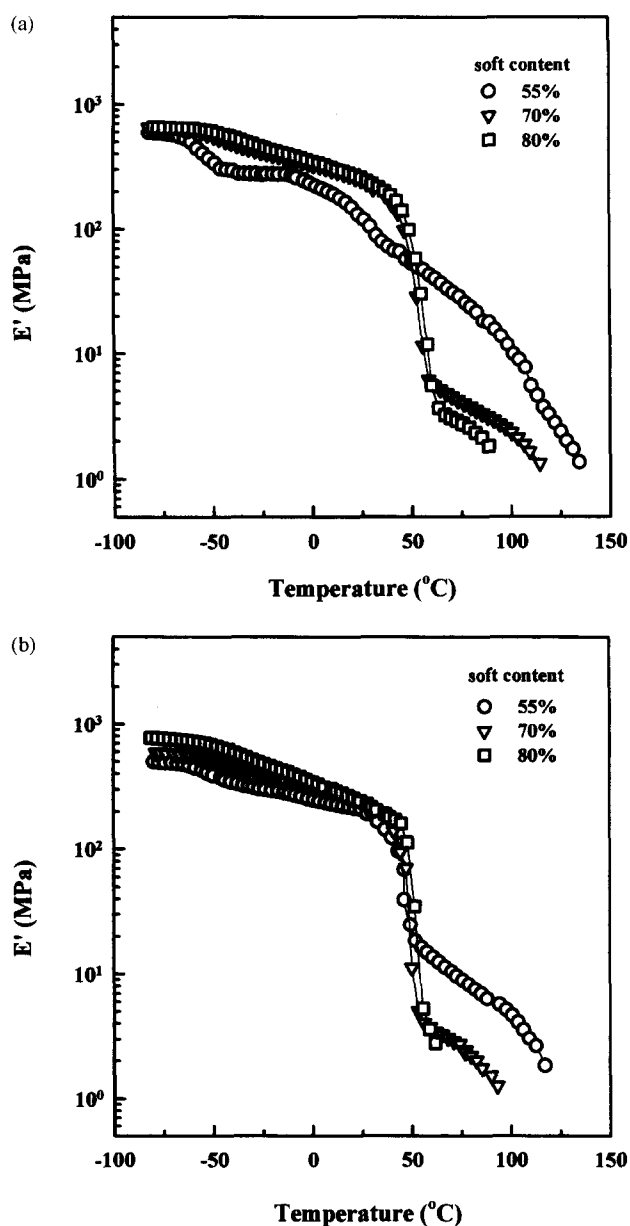 (a)
soft content
55%
70%
80%
10³
10²
10¹
10⁰
E' (MPa)
-100 -50 0 50 100 150
Temperature (°C)
(b)
soft content
55%
70%
80%
10³
10²
10¹
10⁰
E' (MPa)
-100 -50 0 50 100 150
Temperature (°C)